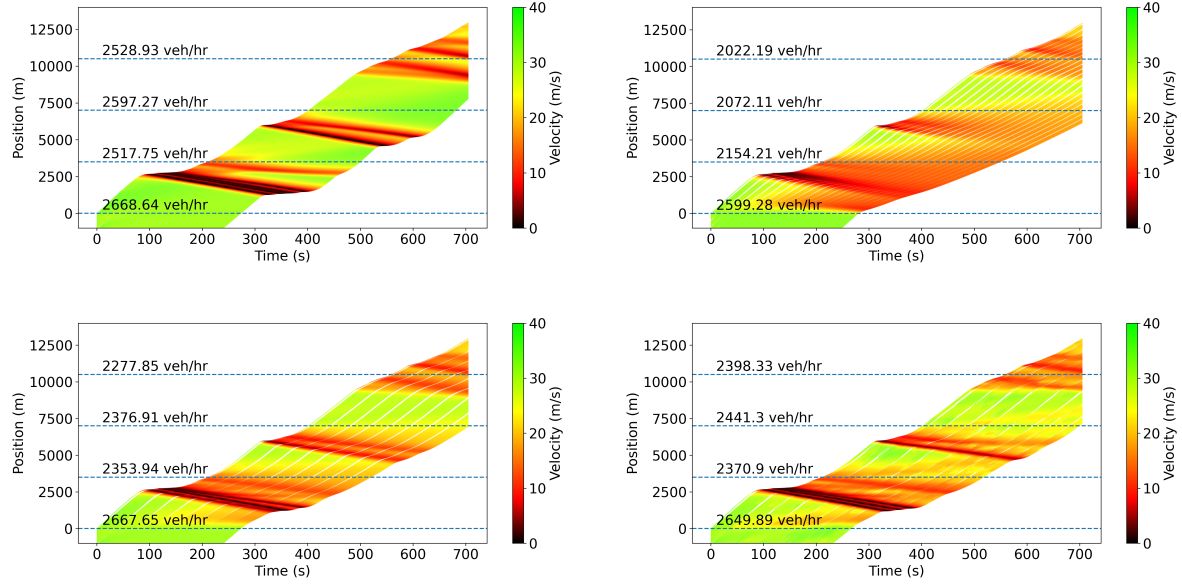 12500
10000
7500
5000
2500
0
Position (m)
2528.93 veh/hr
2597.27 veh/hr
2517.75 veh/hr
2668.64 veh/hr
0 100 200 300 400 500 600 700
Time (s)
40
30
20
10
0
Velocity (m/s)
12500
10000
7500
5000
2500
0
Position (m)
2022.19 veh/hr
2072.11 veh/hr
2154.21 veh/hr
2599.28 veh/hr
0 100 200 300 400 500 600 700
Time (s)
40
30
20
10
0
Velocity (m/s)
12500
10000
7500
5000
2500
0
Position (m)
2277.85 veh/hr
2376.91 veh/hr
2353.94 veh/hr
2667.65 veh/hr
0 100 200 300 400 500 600 700
Time (s)
40
30
20
10
0
Velocity (m/s)
12500
10000
7500
5000
2500
0
Position (m)
2398.33 veh/hr
2441.3 veh/hr
2370.9 veh/hr
2649.89 veh/hr
0 100 200 300 400 500 600 700
Time (s)
40
30
20
10
0
Velocity (m/s)